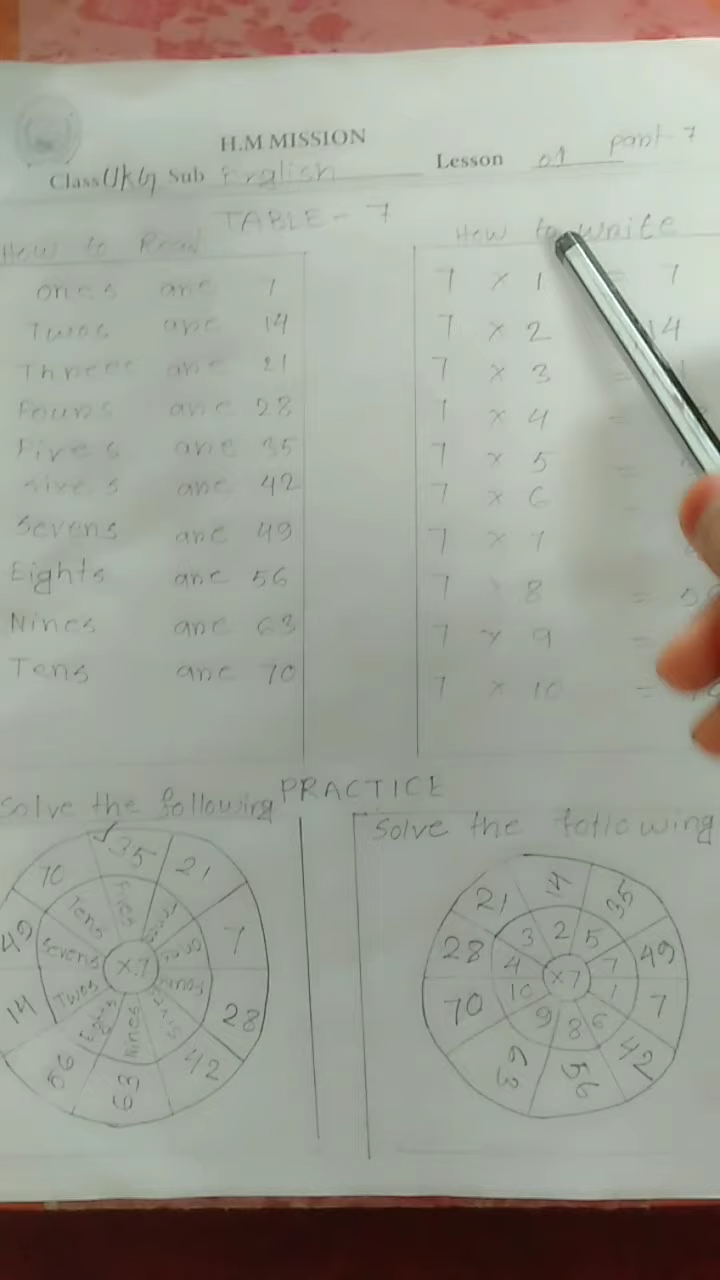 H.M MISSION
Class UKG Sub English Lesson 01 part-7
TABLE - 7
How to Read
ones are 7
Twos are 14
Threes are 21
Fours are 28
Fives are 35
Sixes are 42
Sevens are 49
Eights are 56
Nines are 63
Tens are 70
How to write
7 × 1 = 7
7 × 2 14
7 × 3 =
7 × 4 =
7 × 5 =
7 × 6
7 × 7
7 × 8 =
7 × 9 =
7 × 10 =
PRACTICE
Solve the following
35 21 7 28 42 63 56 14 49 70
Fives Fours Nines Eights Twos Sevens Tens
×7
Solve the following
14 35 49 7 42 56 63 70 28 21
2 5 7 1 6 8 9 10 4 3
×7